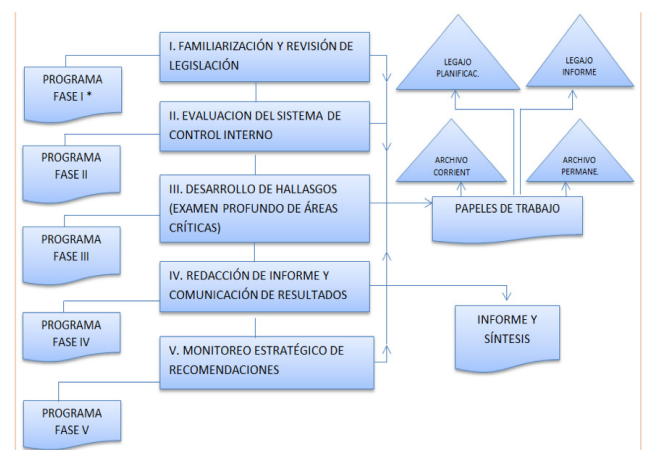 I. FAMILIARIZACIÓN Y REVISIÓN DE
LEGISLACIÓN
PROGRAMA
FASE I *
II. EVALUACION DEL SISTEMA DE
CONTROL INTERNO
PROGRAMA
FASE II
III. DESARROLLO DE HALLASGOS
(EXAMEN PROFUNDO DE ÁREAS
CRÍTICAS)
PROGRAMA
FASE III
IV. REDACCIÓN DE INFORME Y
COMUNICACIÓN DE RESULTADOS
PROGRAMA
FASE IV
V. MONITOREO ESTRATÉGICO DE
RECOMENDACIONES
PROGRAMA
FASE V
LEGAJO
PLANIFICAC.
LEGAJO
INFORME
ARCHIVO
CORRIENT
ARCHIVO
PERMANE.
PAPELES DE TRABAJO
INFORME Y
SÍNTESIS